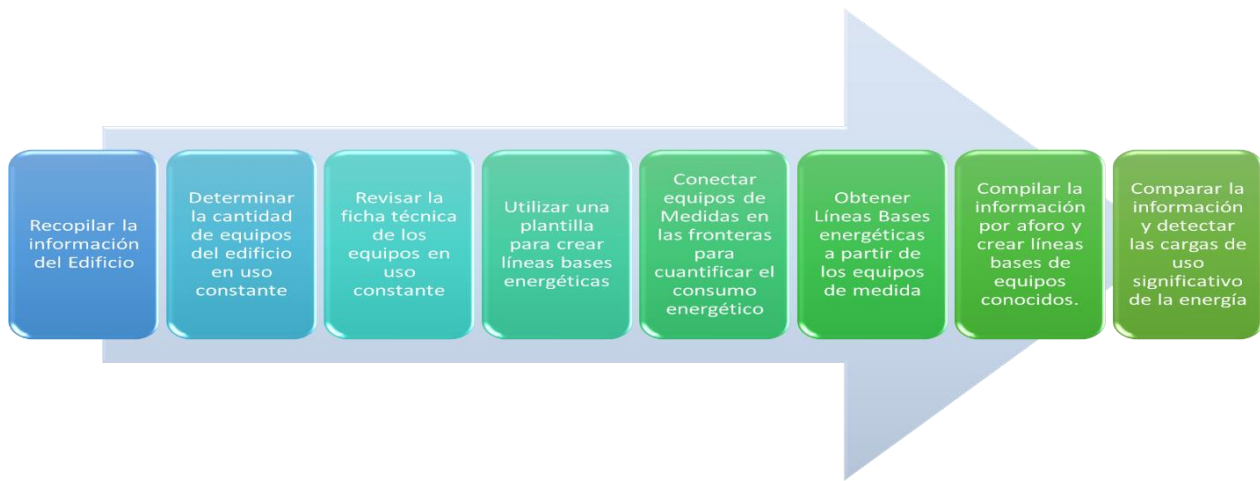 Recopilar la
información
del Edificio
Determinar
la cantidad
de equipos
del edificio
en uso
constante
Revisar la
ficha técnica
de los
equipos en
uso
constante
Utilizar una
plantilla
para crear
líneas bases
energéticas
Conectar
equipos de
Medidas en
las fronteras
para
cuantificar el
consumo
energético
Obtener
Líneas Bases
energéticas
a partir de
los equipos
de medida
Compilar la
información
por aforo y
crear líneas
bases de
equipos
conocidos.
Comparar la
información
y detectar
las cargas de
uso
significativo
de la energía